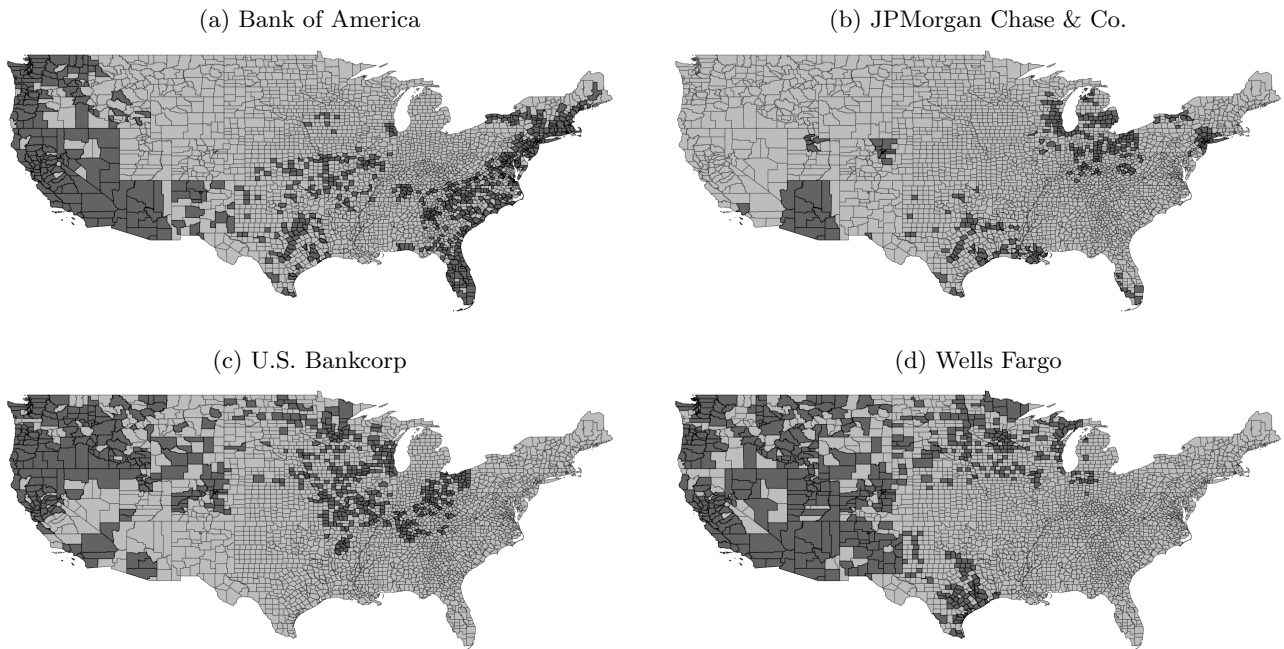 (a) Bank of America
(b) JPMorgan Chase & Co.
(c) U.S. Bankcorp
(d) Wells Fargo